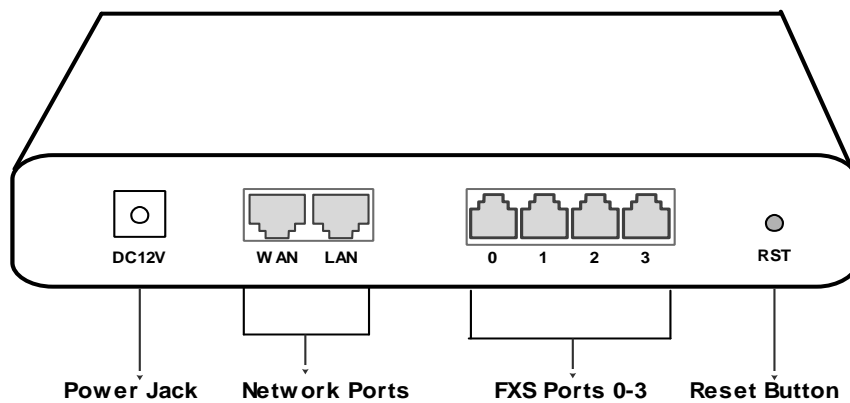 DC12V WAN LAN 0 1 2 3 RST
Power Jack Network Ports FXS Ports 0-3 Reset Button